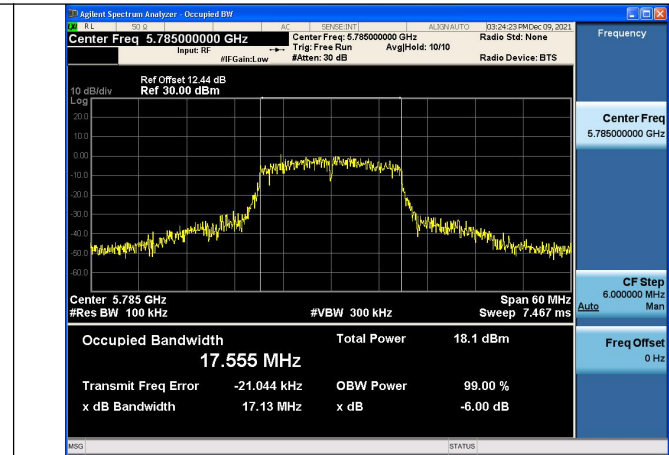 Agilent Spectrum Analyzer - Occupied BW
RL 50 Ω AC SENSE:INT ALIGNAUTO 03:24:23 PM Dec 09, 2021
Center Freq 5.785000000 GHz Center Freq: 5.785000000 GHz Radio Std: None
Input: RF Trig: Free Run Avg|Hold: 10/10
#IFGain:Low #Atten: 30 dB Radio Device: BTS
Ref Offset 12.44 dB
10 dB/div Ref 30.00 dBm
Log
20.0
10.0
0.00
-10.0
-20.0
-30.0
-40.0
-50.0
-60.0
Center 5.785 GHz Span 60 MHz
#Res BW 100 kHz #VBW 300 kHz Sweep 7.467 ms
Occupied Bandwidth Total Power 18.1 dBm
17.555 MHz
Transmit Freq Error -21.044 kHz OBW Power 99.00 %
x dB Bandwidth 17.13 MHz x dB -6.00 dB
MSG STATUS
Frequency
Center Freq
5.785000000 GHz
CF Step
6.000000 MHz
Auto Man
Freq Offset
0 Hz